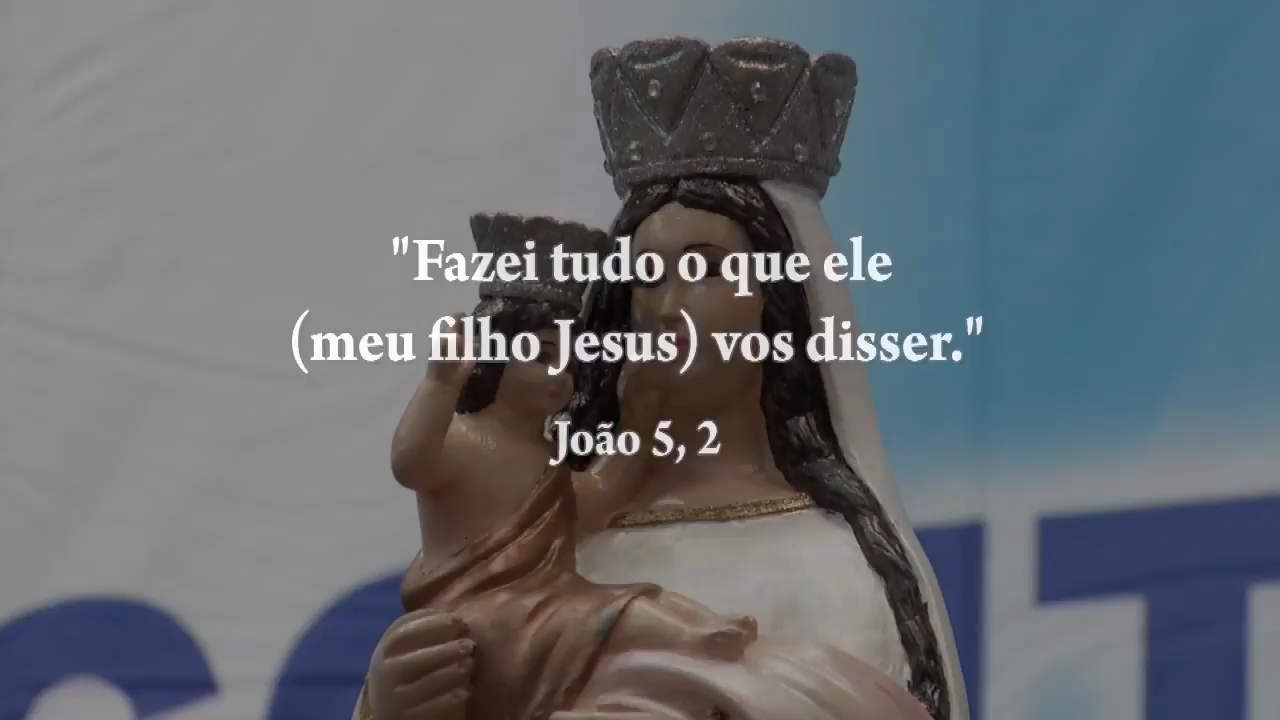 "Fazei tudo o que ele
(meu filho Jesus) vos disser."
João 5, 2